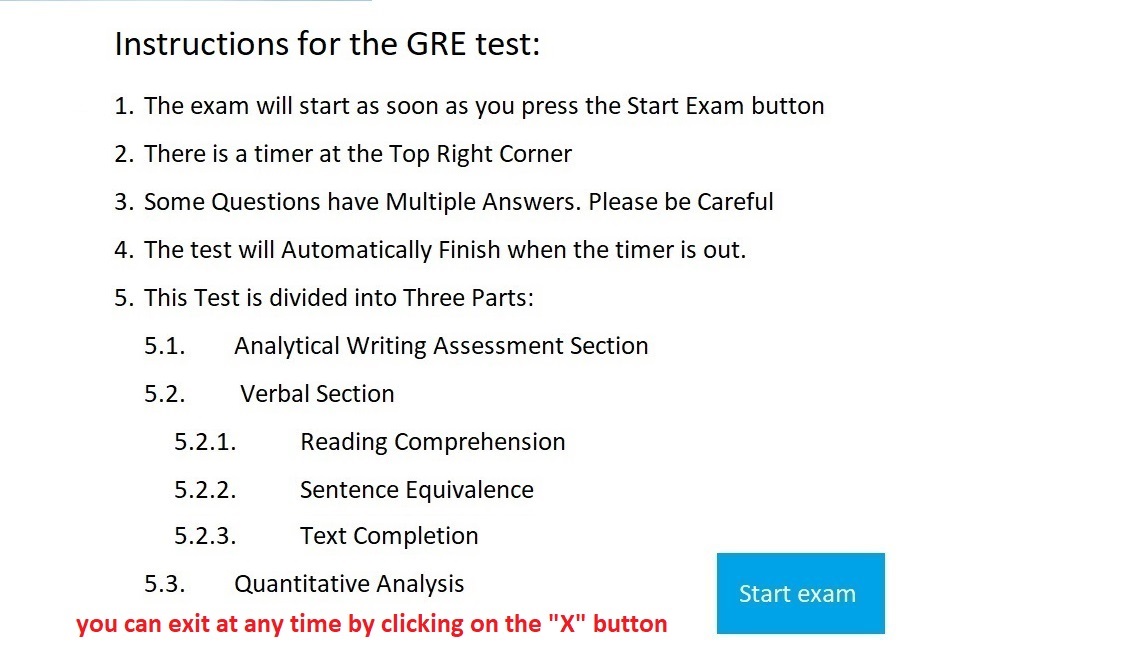 Instructions for the GRE test:
1. The exam will start as soon as you press the Start Exam button
2. There is a timer at the Top Right Corner
3. Some Questions have Multiple Answers. Please be Careful
4. The test will Automatically Finish when the timer is out.
5. This Test is divided into Three Parts:
5.1. Analytical Writing Assessment Section
5.2. Verbal Section
5.2.1. Reading Comprehension
5.2.2. Sentence Equivalence
5.2.3. Text Completion
5.3. Quantitative Analysis
Start exam
you can exit at any time by clicking on the "X" button